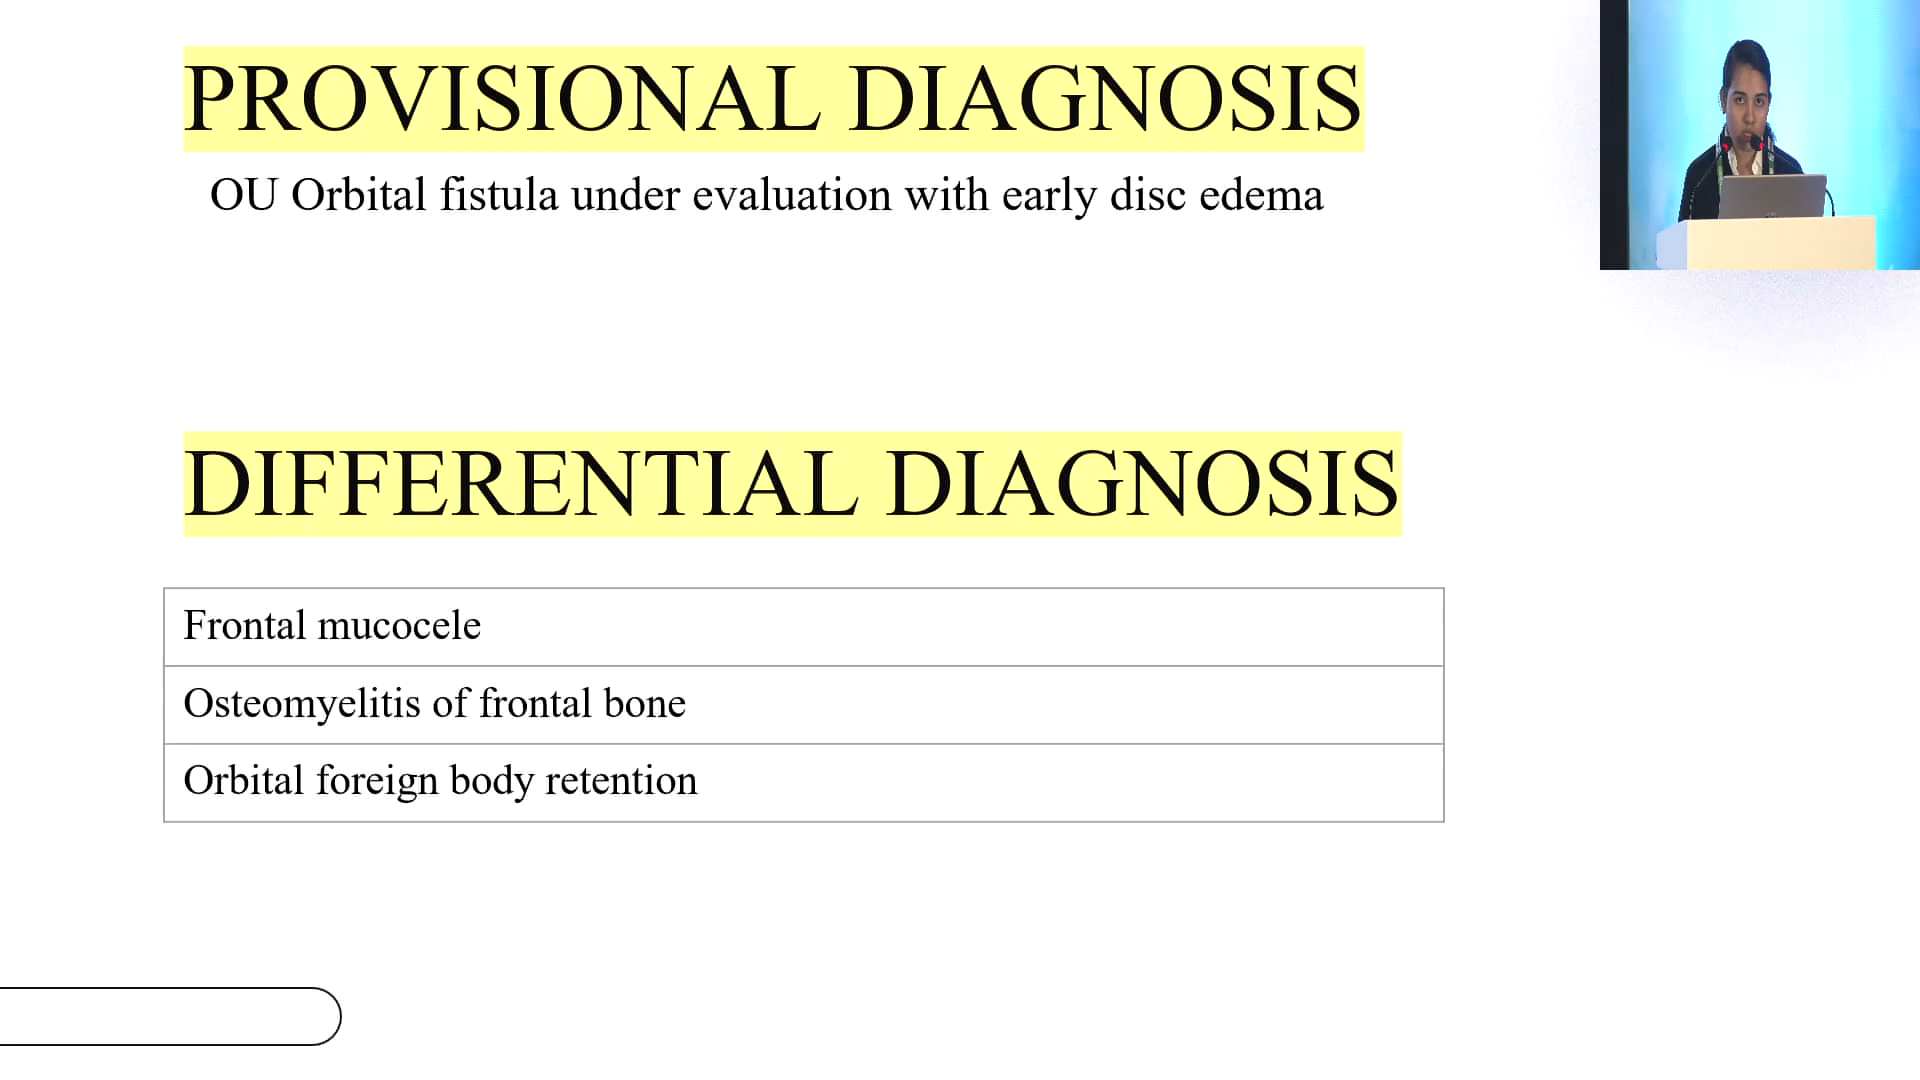 PROVISIONAL DIAGNOSIS
OU Orbital fistula under evaluation with early disc edema
DIFFERENTIAL DIAGNOSIS
Frontal mucocele
Osteomyelitis of frontal bone
Orbital foreign body retention